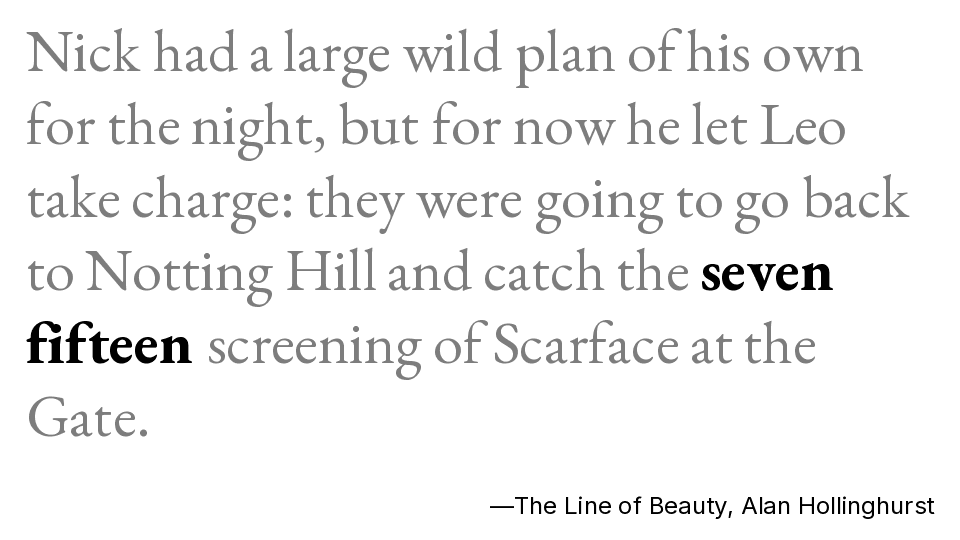 Nick had a large wild plan of his own
for the night, but for now he let Leo
take charge: they were going to go back
to Notting Hill and catch the seven
fifteen screening of Scarface at the
Gate.
—The Line of Beauty, Alan Hollinghurst